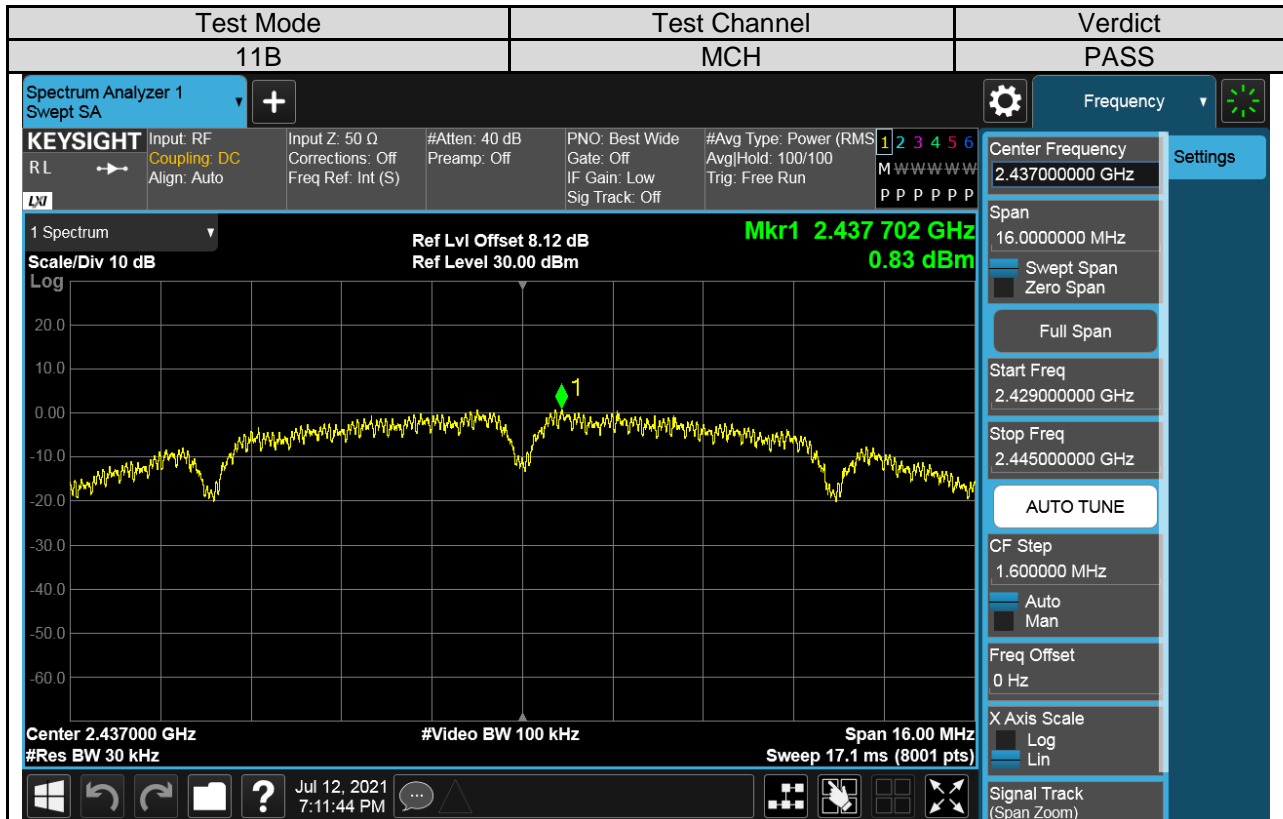 Test Mode Test Channel Verdict
11B MCH PASS
Spectrum Analyzer 1
Swept SA
+
Frequency
KEYSIGHT Input: RF Input Z: 50 Ω #Atten: 40 dB PNO: Best Wide #Avg Type: Power (RMS 1 2 3 4 5 6
RL Coupling: DC Corrections: Off Preamp: Off Gate: Off Avg|Hold: 100/100 M W W W W W
Align: Auto Freq Ref: Int (S) IF Gain: Low Trig: Free Run
LXI Sig Track: Off P P P P P P
Center Frequency
2.437000000 GHz
Settings
1 Spectrum
Scale/Div 10 dB
Ref Lvl Offset 8.12 dB
Ref Level 30.00 dBm
Mkr1 2.437 702 GHz
0.83 dBm
Log
20.0
10.0
0.00
-10.0
-20.0
-30.0
-40.0
-50.0
-60.0
1
Center 2.437000 GHz #Video BW 100 kHz Span 16.00 MHz
#Res BW 30 kHz Sweep 17.1 ms (8001 pts)
Span
16.0000000 MHz
Swept Span
Zero Span
Full Span
Start Freq
2.429000000 GHz
Stop Freq
2.445000000 GHz
AUTO TUNE
CF Step
1.600000 MHz
Auto
Man
Freq Offset
0 Hz
X Axis Scale
Log
Lin
Signal Track
(Span Zoom)
?
Jul 12, 2021
7:11:44 PM